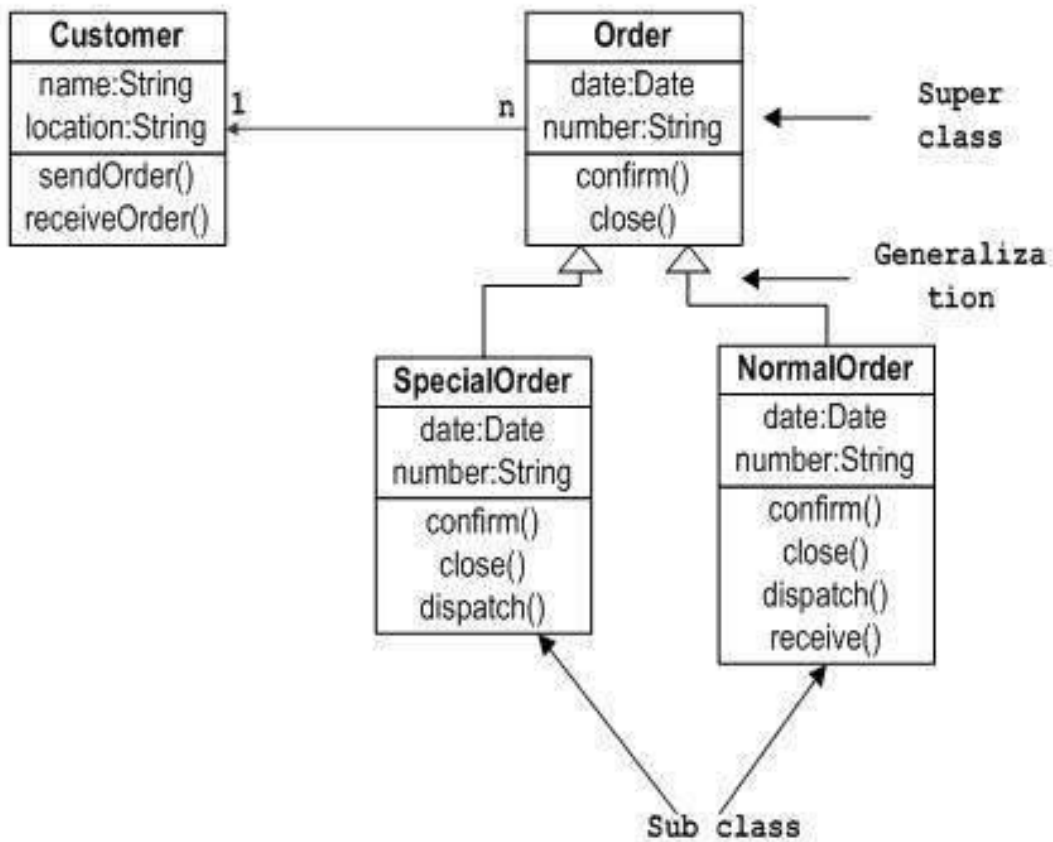 Customer
name:String
location:String
sendOrder()
receiveOrder()
1
n
Order
date:Date
number:String
confirm()
close()
Super
class
Generaliza
tion
SpecialOrder
date:Date
number:String
confirm()
close()
dispatch()
NormalOrder
date:Date
number:String
confirm()
close()
dispatch()
receive()
Sub class